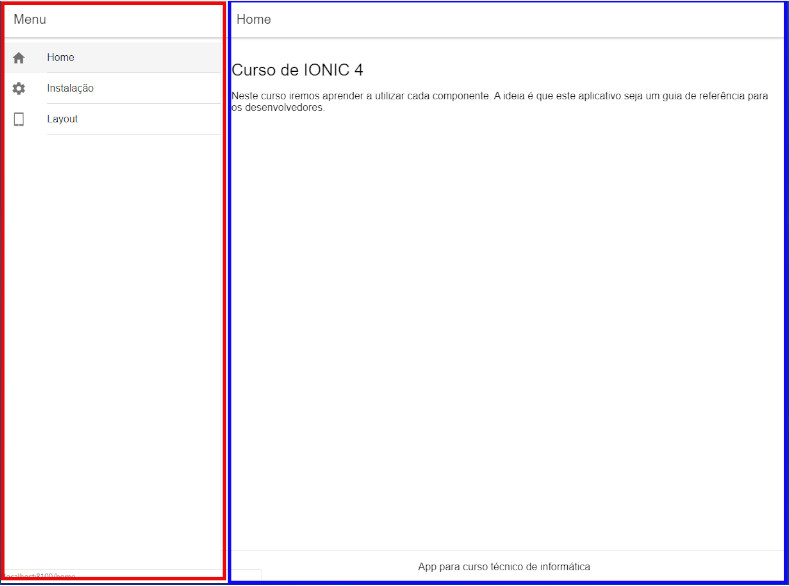 Menu
Home
Instalação
Layout
Home
Curso de IONIC 4
Neste curso iremos aprender a utilizar cada componente. A ideia é que este aplicativo seja um guia de referência para
os desenvolvedores.
App para curso técnico de informática
localhost:8100/home